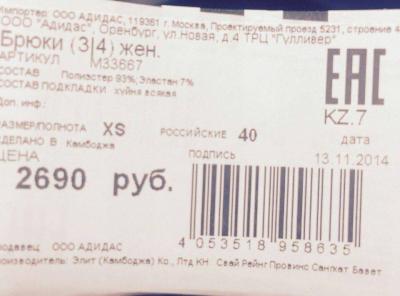 Импортер: ООО АДИДАС, 119361 г. Москва, Проектируемый проезд 5231, строение 4
ООО "Адидас", Оренбург, ул.Новая, д.4 ТРЦ "Гулливер"
Брюки (3|4) жен.
АРТИКУЛ M33667
СОСТАВ Полиэстер 93%; Эластан 7%
СОСТАВ ПОДКЛАДКИ хуйня всякая
Доп. инф:
EAC
KZ.7
РАЗМЕР/ПОЛНОТА XS РОССИЙСКИЕ 40 дата
СДЕЛАНО В Камбоджа
ПОДПИСЬ 13.11.2014
ЦЕНА
2690 руб.
4 053518 958635
Продавец: ООО АДИДАС
Произведено: Элит (Камбоджа) Ко., Лтд КН Свай Рейнг Провинс Сангкат Бавет